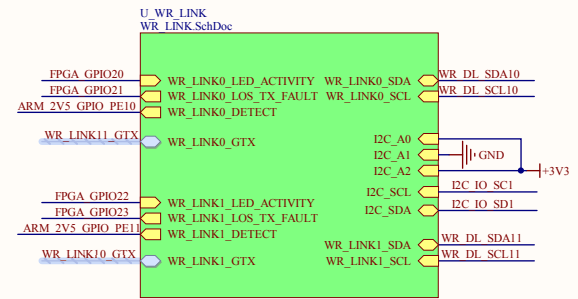 U_WR_LINK
WR_LINK.SchDoc
FPGA_GPIO20 WR_LINK0_LED_ACTIVITY WR_LINK0_SDA WR_DL_SDA10
FPGA_GPIO21 WR_LINK0_LOS_TX_FAULT WR_LINK0_SCL WR_DL_SCL10
ARM_2V5_GPIO_PE10 WR_LINK0_DETECT
WR_LINK11_GTX WR_LINK0_GTX I2C_A0
I2C_A1 GND
I2C_A2 +3V3
FPGA_GPIO22 WR_LINK1_LED_ACTIVITY I2C_SCL I2C_IO_SC1
FPGA_GPIO23 WR_LINK1_LOS_TX_FAULT I2C_SDA I2C_IO_SD1
ARM_2V5_GPIO_PE11 WR_LINK1_DETECT
WR_LINK1_SDA WR_DL_SDA11
WR_LINK10_GTX WR_LINK1_GTX WR_LINK1_SCL WR_DL_SCL11